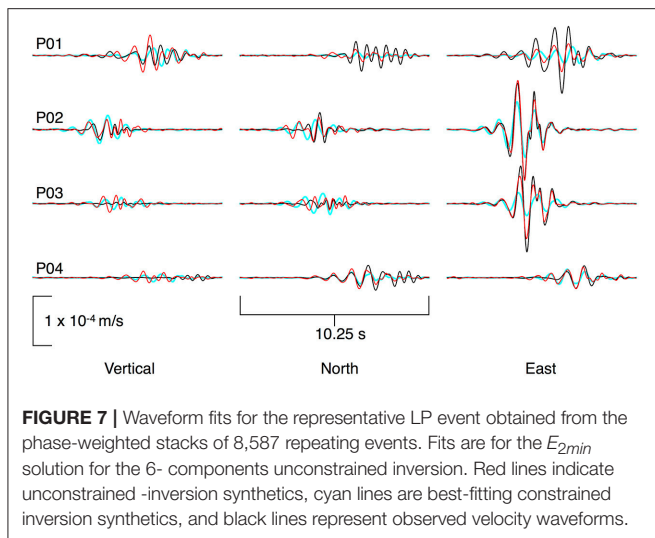 P01
P02
P03
P04
1 x 10-4 m/s
10.25 s
Vertical
North
East
FIGURE 7 | Waveform fits for the representative LP event obtained from the
phase-weighted stacks of 8,587 repeating events. Fits are for the E2min
solution for the 6- components unconstrained inversion. Red lines indicate
unconstrained -inversion synthetics, cyan lines are best-fitting constrained
inversion synthetics, and black lines represent observed velocity waveforms.